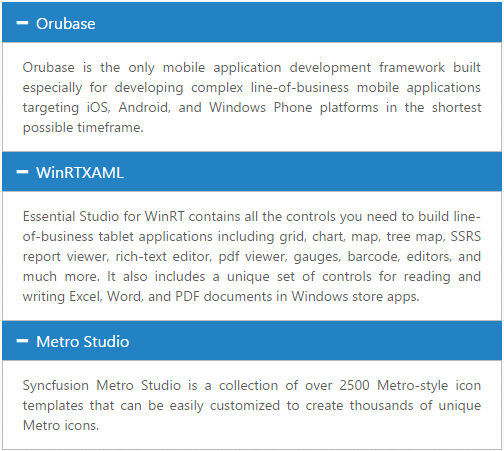 Orubase
Orubase is the only mobile application development framework built
especially for developing complex line-of-business mobile applications
targeting iOS, Android, and Windows Phone platforms in the shortest
possible timeframe.
WinRTXAML
Essential Studio for WinRT contains all the controls you need to build line-
of-business tablet applications including grid, chart, map, tree map, SSRS
report viewer, rich-text editor, pdf viewer, gauges, barcode, editors, and
much more. It also includes a unique set of controls for reading and
writing Excel, Word, and PDF documents in Windows store apps.
Metro Studio
Syncfusion Metro Studio is a collection of over 2500 Metro-style icon
templates that can be easily customized to create thousands of unique
Metro icons.